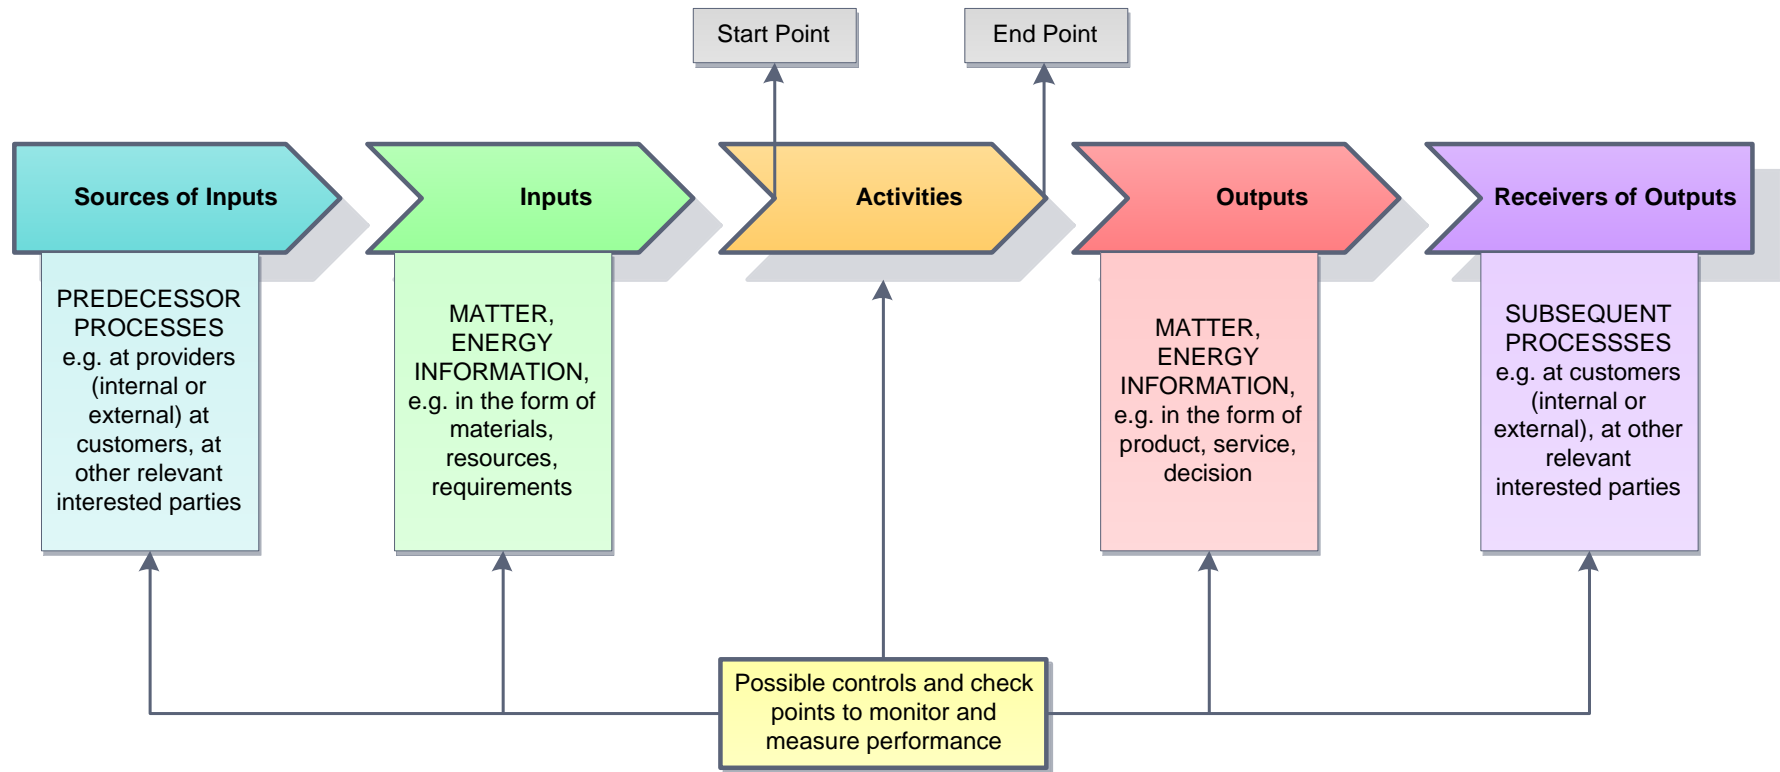 Start Point
End Point
Sources of Inputs
Inputs
Activities
Outputs
Receivers of Outputs
PREDECESSOR
PROCESSES
e.g. at providers
(internal or
external) at
customers, at
other relevant
interested parties
MATTER,
ENERGY
INFORMATION,
e.g. in the form of
materials,
resources,
requirements
MATTER,
ENERGY
INFORMATION,
e.g. in the form of
product, service,
decision
SUBSEQUENT
PROCESSSES
e.g. at customers
(internal or
external), at other
relevant
interested parties
Possible controls and check
points to monitor and
measure performance